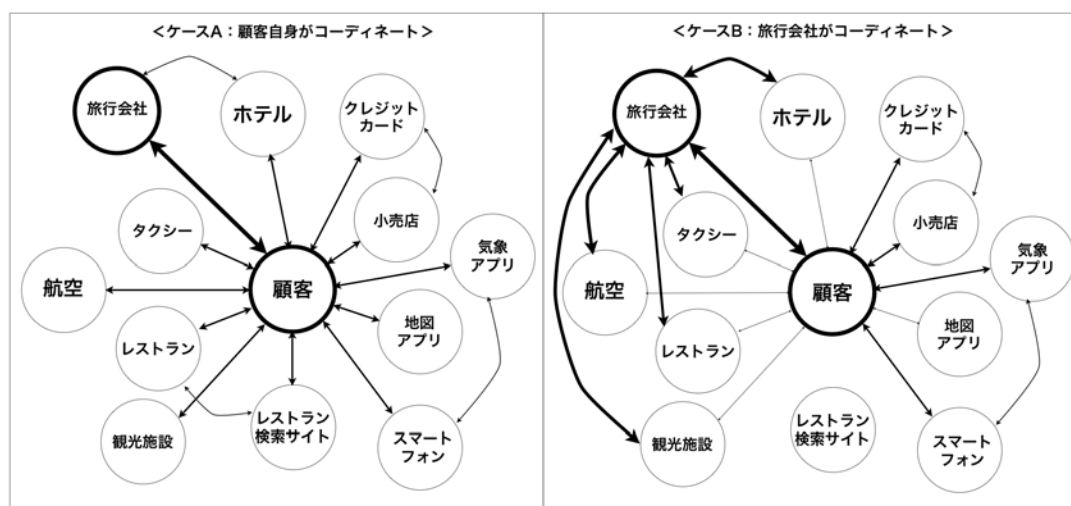 ＜ケースA：顧客自身がコーディネート＞
旅行会社
ホテル
クレジット
カード
タクシー
小売店
気象
アプリ
航空
顧客
地図
アプリ
レストラン
観光施設
レストラン
検索サイト
スマート
フォン
＜ケースB：旅行会社がコーディネート＞
旅行会社
ホテル
クレジット
カード
タクシー
小売店
気象
アプリ
航空
顧客
地図
アプリ
レストラン
観光施設
レストラン
検索サイト
スマート
フォン